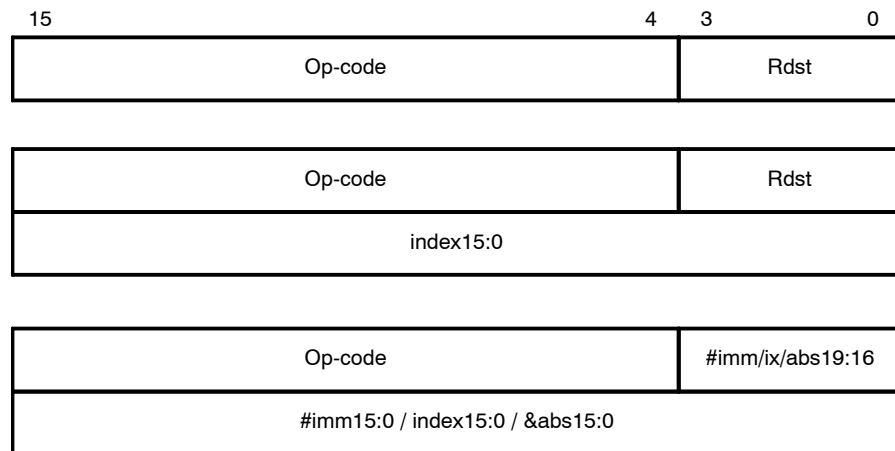 15 4 3 0
Op-code Rdst
Op-code Rdst
index15:0
Op-code #imm/ix/abs19:16
#imm15:0 / index15:0 / &abs15:0